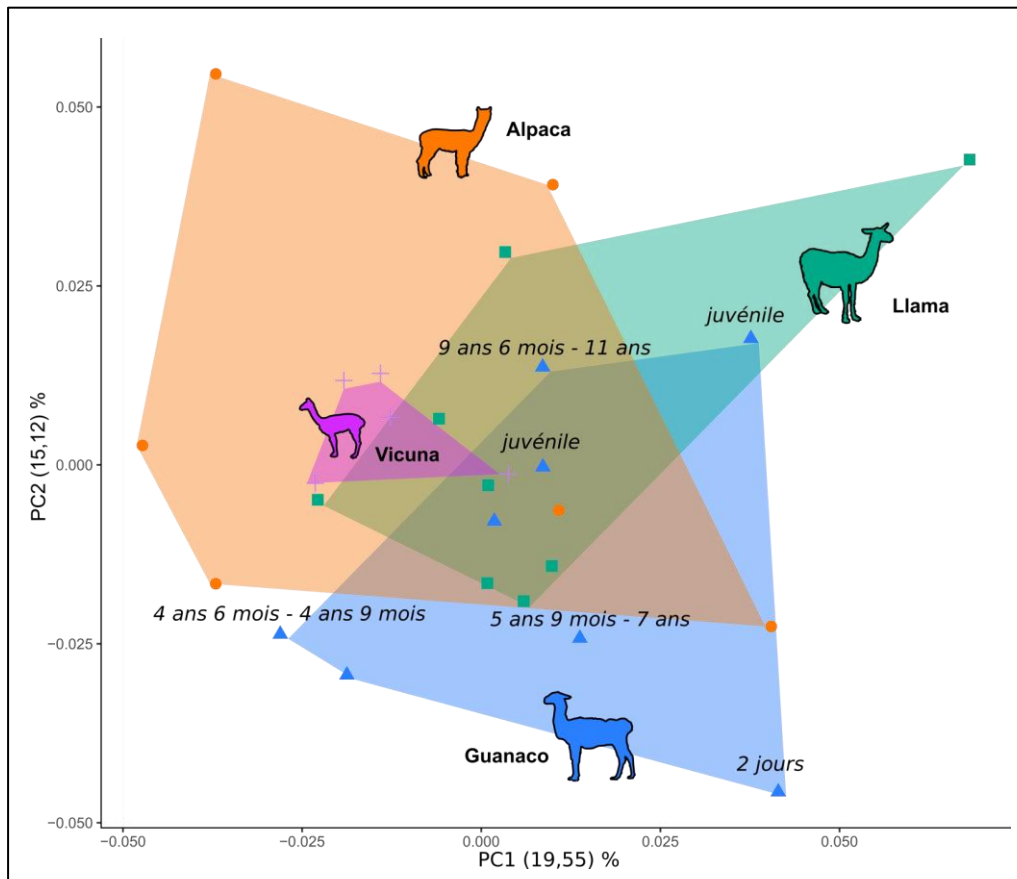 0.050
Alpaca
0.025
Llama
juvénile
9 ans 6 mois - 11 ans
Vicuna
juvénile
0.000
PC2 (15,12) %
4 ans 6 mois - 4 ans 9 mois
5 ans 9 mois - 7 ans
−0.025
Guanaco
2 jours
−0.050
−0.050
−0.025
0.000
0.025
0.050
PC1 (19,55) %